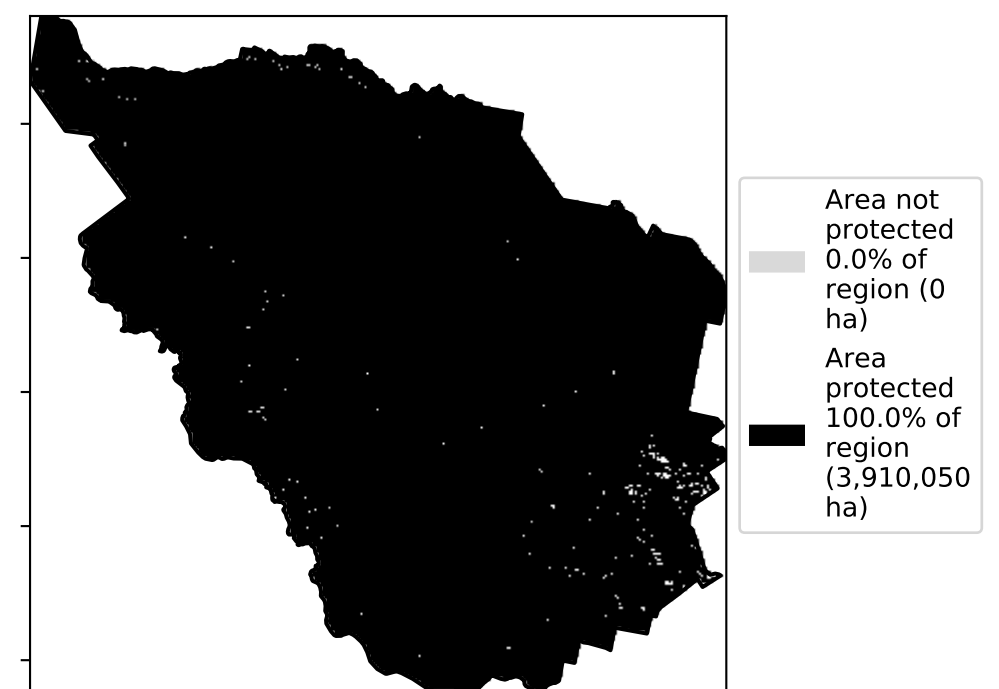 Area not
protected
0.0% of
region (0
ha)
Area
protected
100.0% of
region
(3,910,050
ha)